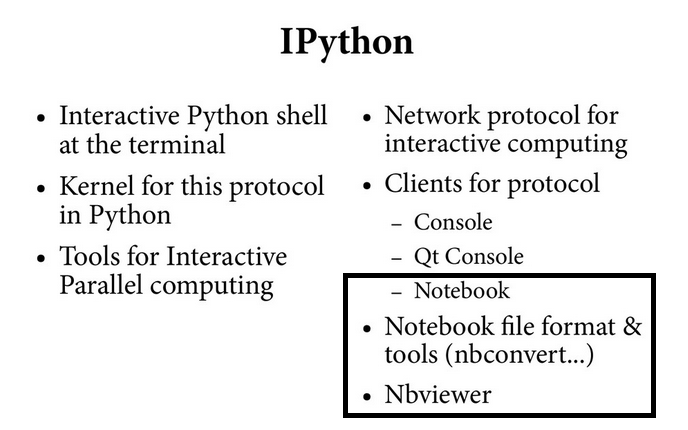 IPython
• Interactive Python shell
at the terminal
• Kernel for this protocol
in Python
• Tools for Interactive
Parallel computing
• Network protocol for
interactive computing
• Clients for protocol
– Console
– Qt Console
– Notebook
• Notebook file format &
tools (nbconvert...)
• Nbviewer